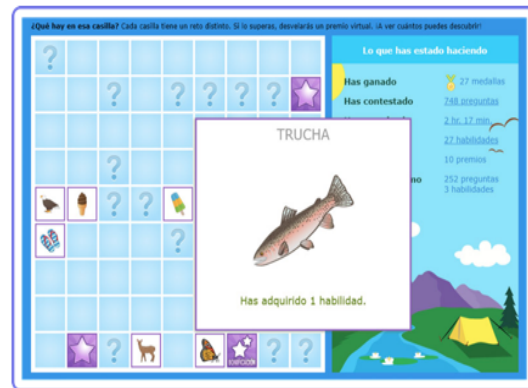 ¿Qué hay en esa casilla? Cada casilla tiene un reto distinto. Si lo superas, desvelarás un premio virtual. ¡A ver cuántos puedes descubrir!
Lo que has estado haciendo
Has ganado 27 medallas
Has contestado 748 preguntas
2 hr. 17 min.
27 habilidades
10 premios
252 preguntas
3 habilidades
TRUCHA
Has adquirido 1 habilidad.